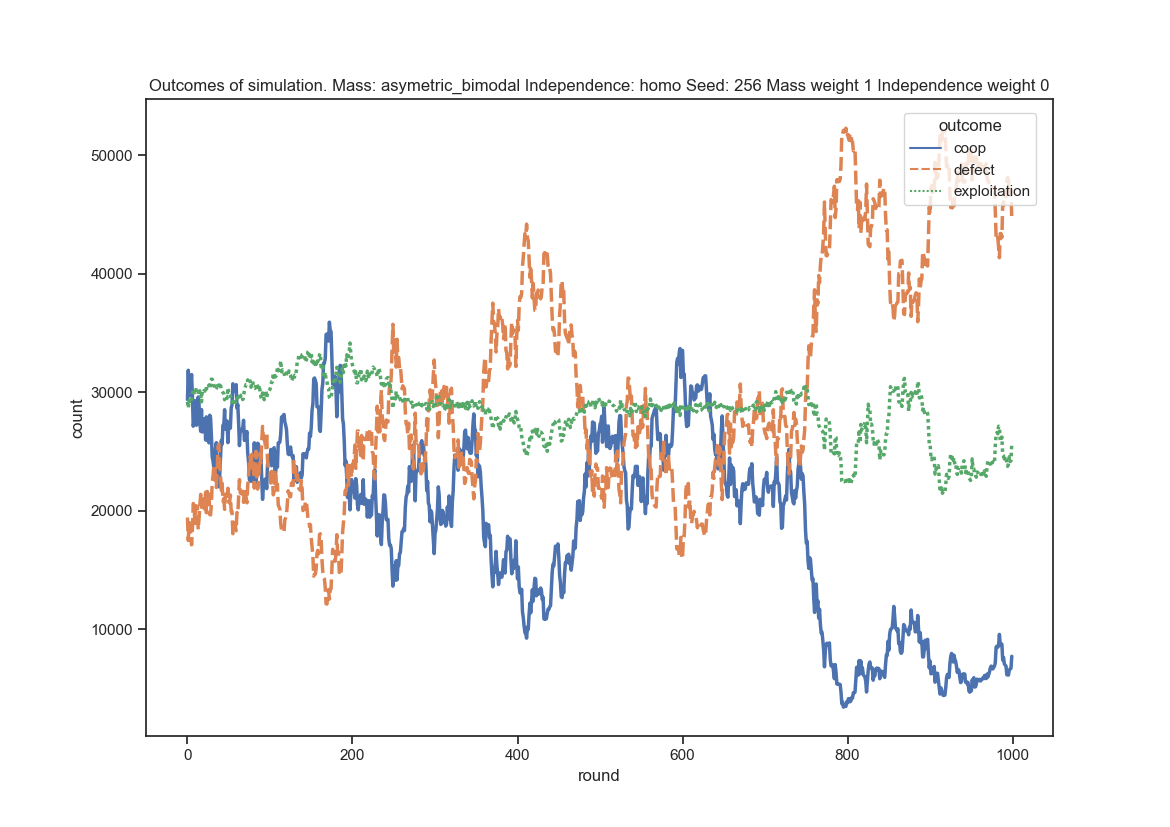 Outcomes of simulation. Mass: asymetric_bimodal Independence: homo Seed: 256 Mass weight 1 Independence weight 0
outcome
coop
defect
exploitation
50000
40000
30000
20000
10000
count
0
200
400
600
800
1000
round